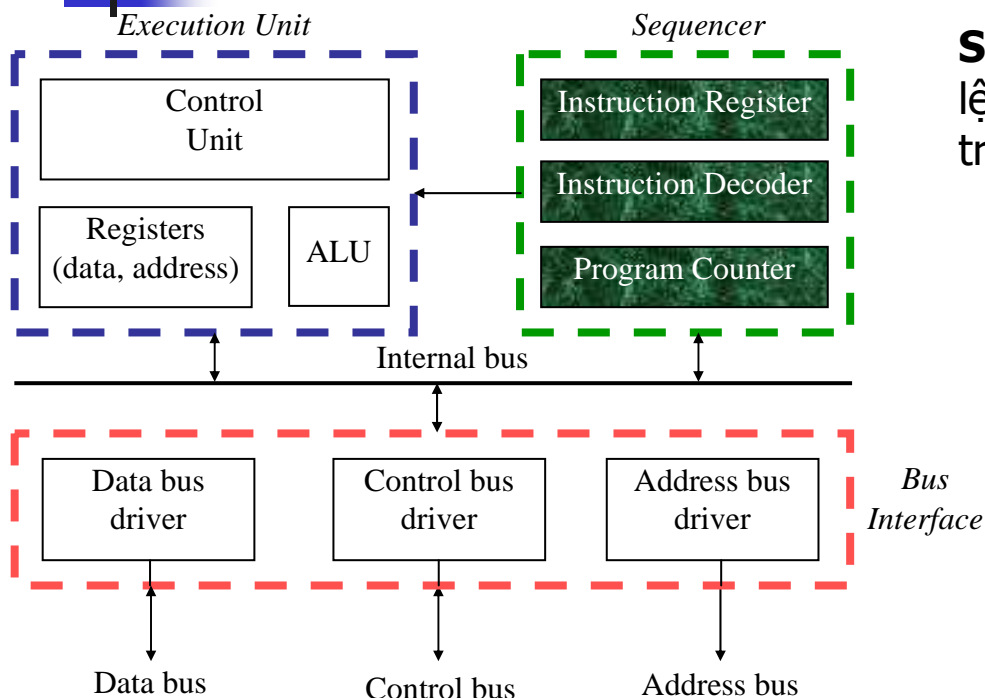 Execution Unit
Sequencer
Control
Unit
Registers
(data, address)
ALU
Instruction Register
Instruction Decoder
Program Counter
Internal bus
Data bus
driver
Control bus
driver
Address bus
driver
Bus
Interface
Data bus
Control bus
Address bus